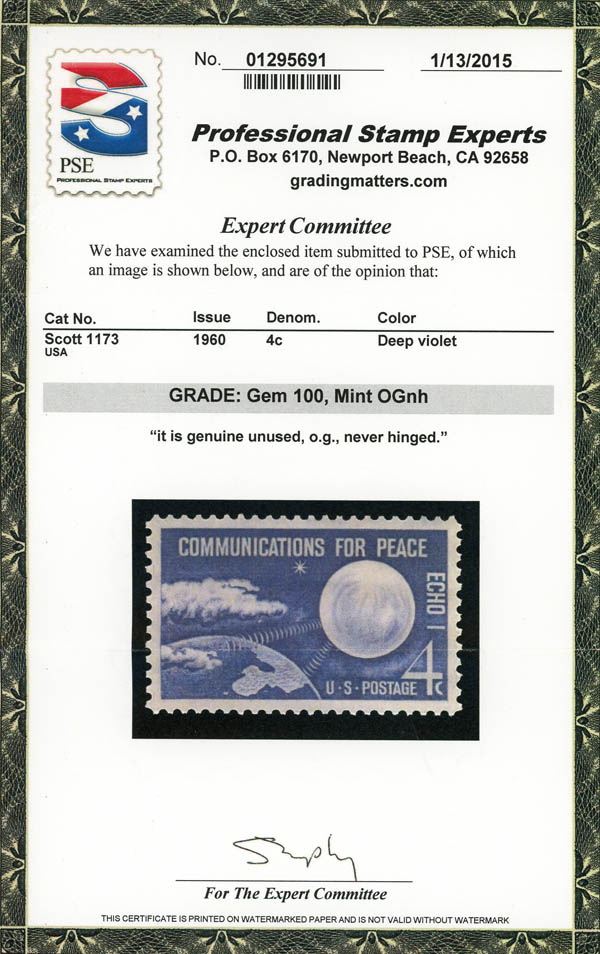 No. 01295691 1/13/2015
PSE
PROFESSIONAL STAMP EXPERTS
Professional Stamp Experts
P.O. Box 6170, Newport Beach, CA 92658
gradingmatters.com
Expert Committee
We have examined the enclosed item submitted to PSE, of which
an image is shown below, and are of the opinion that:
Cat No. Issue Denom. Color
Scott 1173 1960 4c Deep violet
USA
GRADE: Gem 100, Mint OGnh
“it is genuine unused, o.g., never hinged.”
COMMUNICATIONS FOR PEACE
ECHO I
U·S·POSTAGE 4c
For The Expert Committee
THIS CERTIFICATE IS PRINTED ON WATERMARKED PAPER AND IS NOT VALID WITHOUT WATERMARK